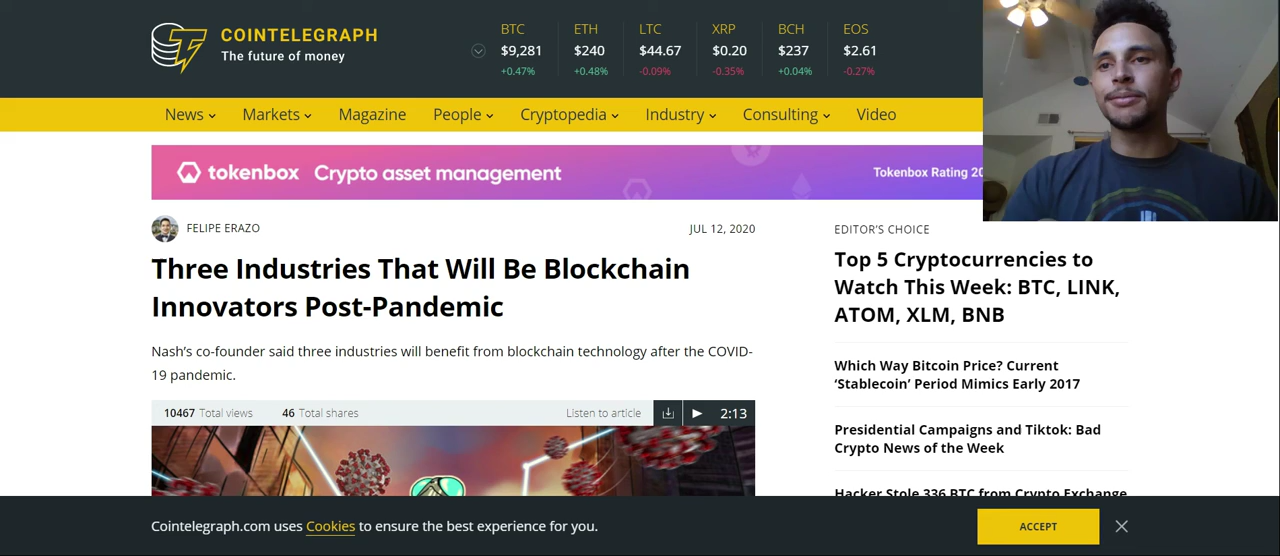 COINTELEGRAPH
The future of money
BTC ETH LTC XRP BCH EOS
$9,281 $240 $44.67 $0.20 $237 $2.61
+0.47% +0.48% -0.09% -0.35% +0.04% -0.27%
News Markets Magazine People Cryptopedia Industry Consulting Video
tokenbox Crypto asset management Tokenbox Rating
FELIPE ERAZO
JUL 12, 2020
Three Industries That Will Be Blockchain
Innovators Post-Pandemic
Nash's co-founder said three industries will benefit from blockchain technology after the COVID-
19 pandemic.
10467 Total views 46 Total shares Listen to article 2:13
EDITOR'S CHOICE
Top 5 Cryptocurrencies to
Watch This Week: BTC, LINK,
ATOM, XLM, BNB
Which Way Bitcoin Price? Current
‘Stablecoin’ Period Mimics Early 2017
Presidential Campaigns and Tiktok: Bad
Crypto News of the Week
Hacker Stole 336 BTC from Crypto Exchange
Cointelegraph.com uses Cookies to ensure the best experience for you.
ACCEPT